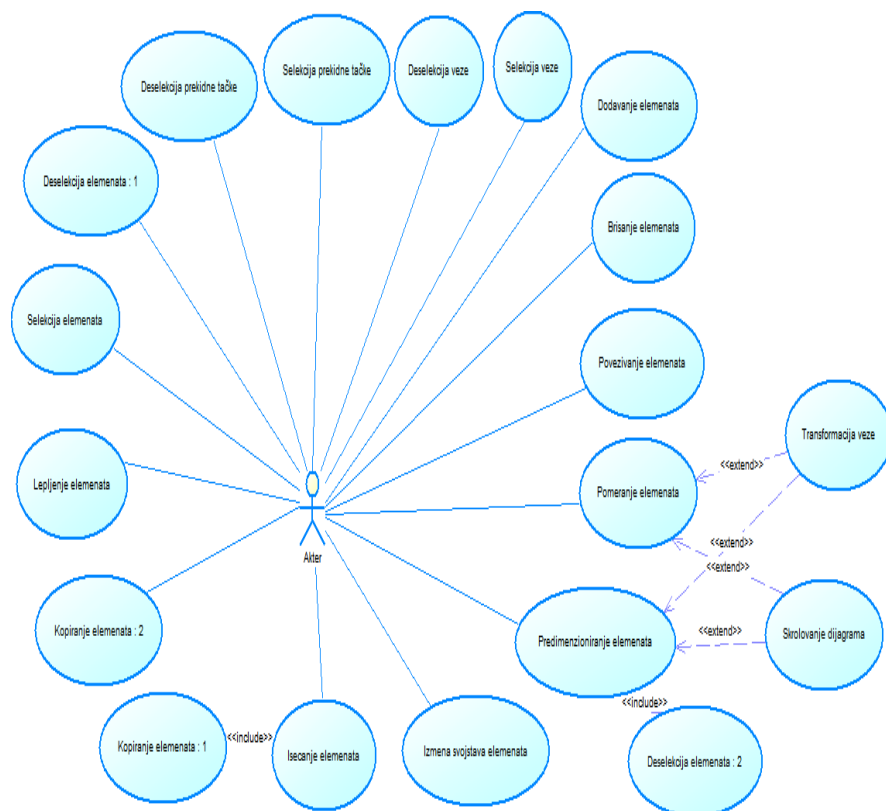 Selekcija veze
Deselekcija veze
Selekcija prekidne tačke
Deselekcija prekidne tačke
Dodavanje elemenata
Deselekcija elemenata : 1
Brisanje elemenata
Selekcija elemenata
Povezivanje elemenata
Transformacija veze
<<extend>>
Lepljenje elemenata
Pomeranje elemenata
<<extend>>
Akter
<<extend>>
Kopiranje elemenata : 2
Predimenzioniranje elemenata
<<extend>>
Skrolovanje dijagrama
<<include>>
Kopiranje elemenata : 1
<<include>>
Isecanje elemenata
Izmena svojstava elemenata
Deselekcija elemenata : 2